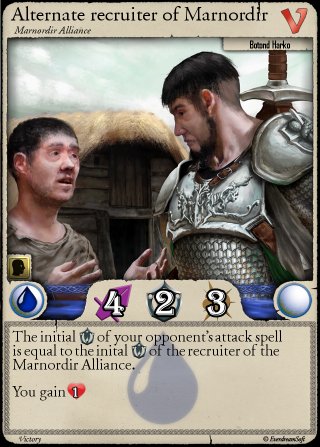 Alternate recruiter of Marnordir
V
Marnordir Alliance
Botond Harko
4 2 3
The initial of your opponent's attack spell
is equal to the inital of the recruiter of the
Marnordir Alliance.
You gain 1
Victory
© EverdreamSoft